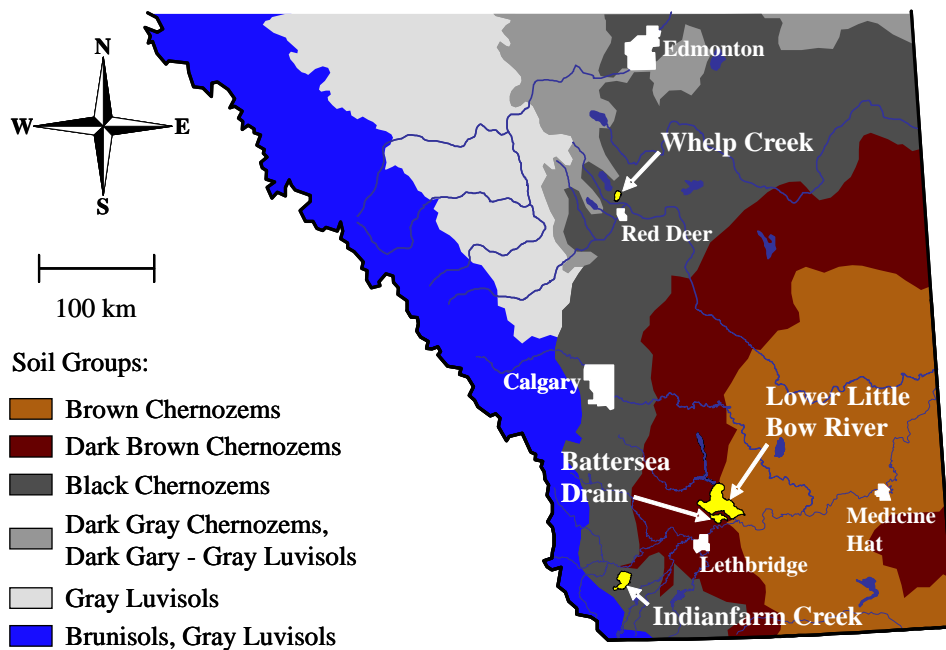 N
W
E
S
100 km
Edmonton
Whelp Creek
Red Deer
Calgary
Lower Little
Bow River
Battersea
Drain
Medicine
Hat
Lethbridge
Indianfarm Creek
Soil Groups:
Brown Chernozems
Dark Brown Chernozems
Black Chernozems
Dark Gray Chernozems,
Dark Gary - Gray Luvisols
Gray Luvisols
Brunisols, Gray Luvisols